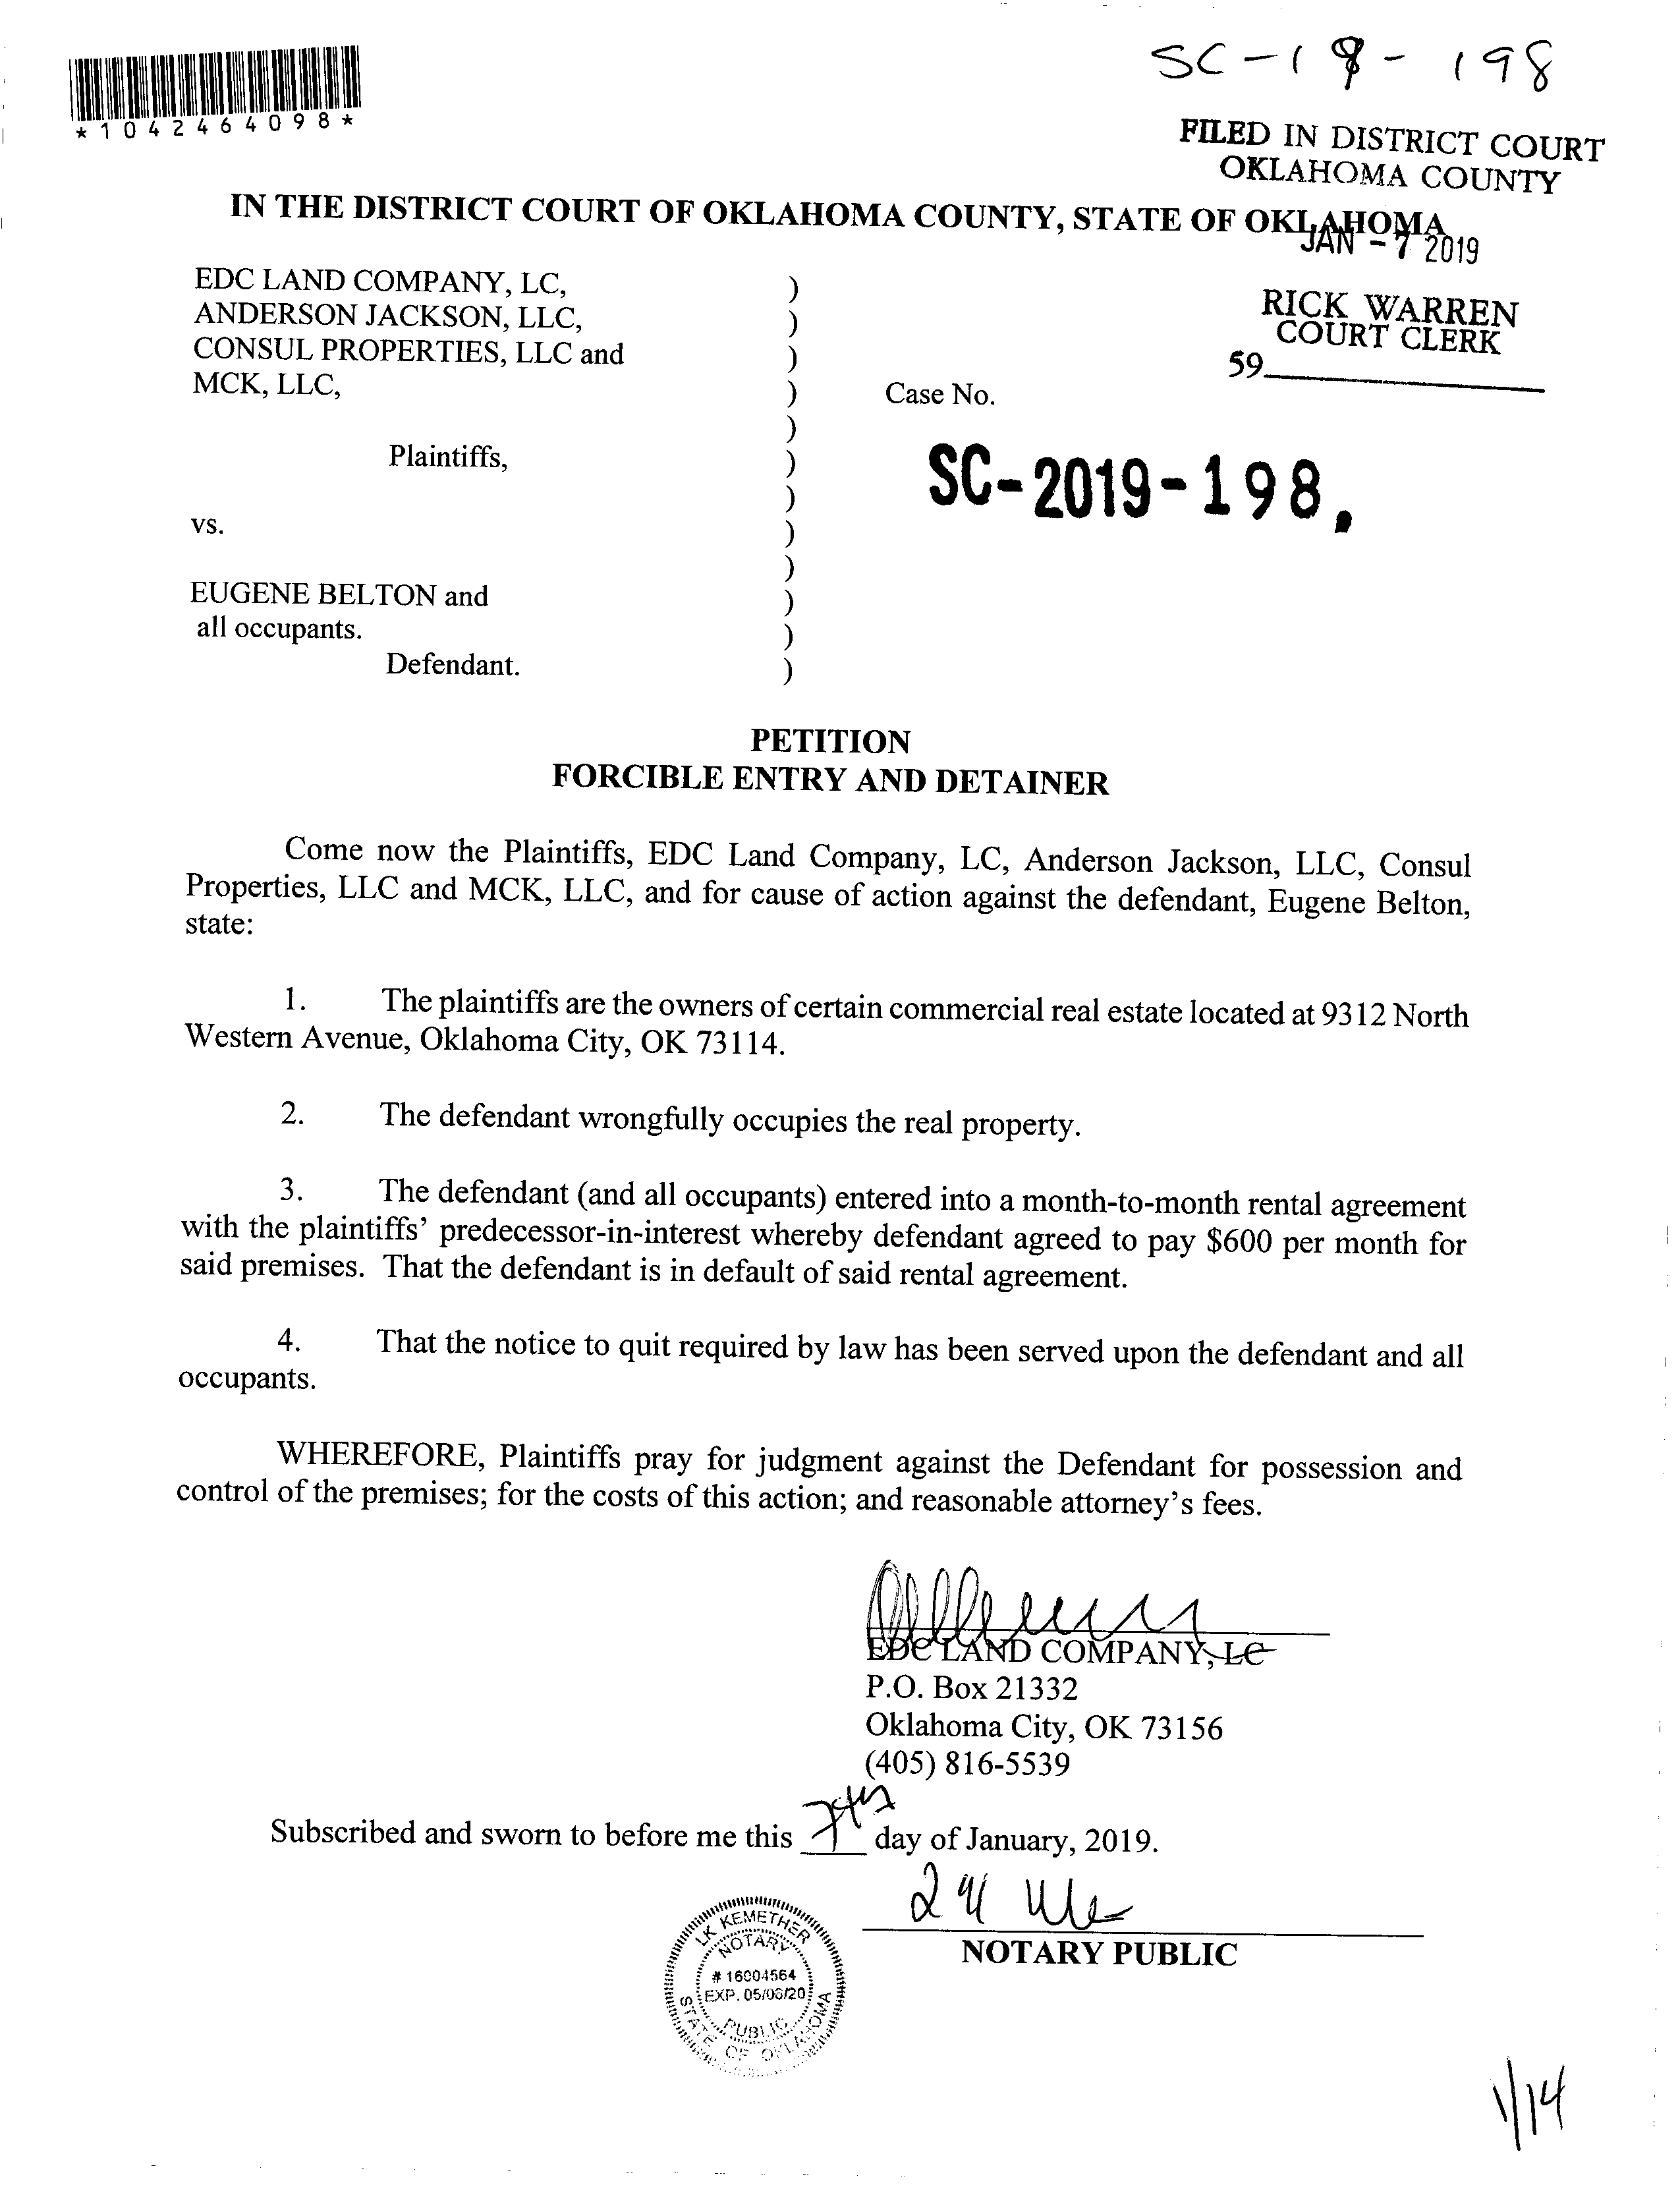 SC-19-198
*1042464098*
FILED IN DISTRICT COURT
OKLAHOMA COUNTY
IN THE DISTRICT COURT OF OKLAHOMA COUNTY, STATE OF OKLAHOMA
JAN -7 2019
EDC LAND COMPANY, LC, )
ANDERSON JACKSON, LLC, )
CONSUL PROPERTIES, LLC and )
MCK, LLC, ) Case No.
)
Plaintiffs, )
)
vs. )
)
EUGENE BELTON and )
all occupants. )
Defendant. )
RICK WARREN
COURT CLERK
59
SC-2019-198,
PETITION
FORCIBLE ENTRY AND DETAINER
Come now the Plaintiffs, EDC Land Company, LC, Anderson Jackson, LLC, Consul
Properties, LLC and MCK, LLC, and for cause of action against the defendant, Eugene Belton,
state:
1. The plaintiffs are the owners of certain commercial real estate located at 9312 North
Western Avenue, Oklahoma City, OK 73114.
2. The defendant wrongfully occupies the real property.
3. The defendant (and all occupants) entered into a month-to-month rental agreement
with the plaintiffs' predecessor-in-interest whereby defendant agreed to pay $600 per month for
said premises. That the defendant is in default of said rental agreement.
4. That the notice to quit required by law has been served upon the defendant and all
occupants.
WHEREFORE, Plaintiffs pray for judgment against the Defendant for possession and
control of the premises; for the costs of this action; and reasonable attorney's fees.
EDC LAND COMPANY, LC
P.O. Box 21332
Oklahoma City, OK 73156
(405) 816-5539
Subscribed and sworn to before me this 7th day of January, 2019.
NOTARY PUBLIC
LK KEMETHER
NOTARY
# 16004564
EXP. 05/06/20
PUBLIC
STATE OF OKLAHOMA
1/14